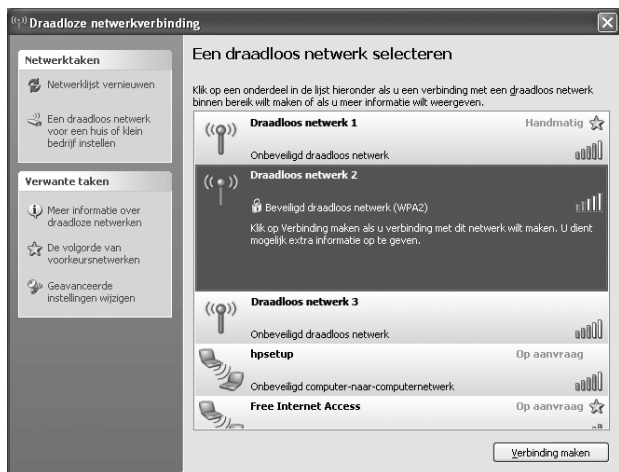 Draadloze netwerkverbinding
Netwerktaken
Netwerklijst vernieuwen
Een draadloos netwerk
voor een huis of klein
bedrijf instellen
Verwante taken
Meer informatie over
draadloze netwerken
De volgorde van
voorkeursnetwerken
Geavanceerde
instellingen wijzigen
Een draadloos netwerk selecteren
Klik op een onderdeel in de lijst hieronder als u een verbinding met een draadloos netwerk
binnen bereik wilt maken of als u meer informatie wilt weergeven.
Draadloos netwerk 1
Handmatig
Onbeveiligd draadloos netwerk
Draadloos netwerk 2
Beveiligd draadloos netwerk (WPA2)
Klik op Verbinding maken als u verbinding met dit netwerk wilt maken. U dient
mogelijk extra informatie op te geven.
Draadloos netwerk 3
Onbeveiligd draadloos netwerk
hpsetup
Op aanvraag
Onbeveiligd computer-naar-computernetwerk
Free Internet Access
Op aanvraag
Verbinding maken